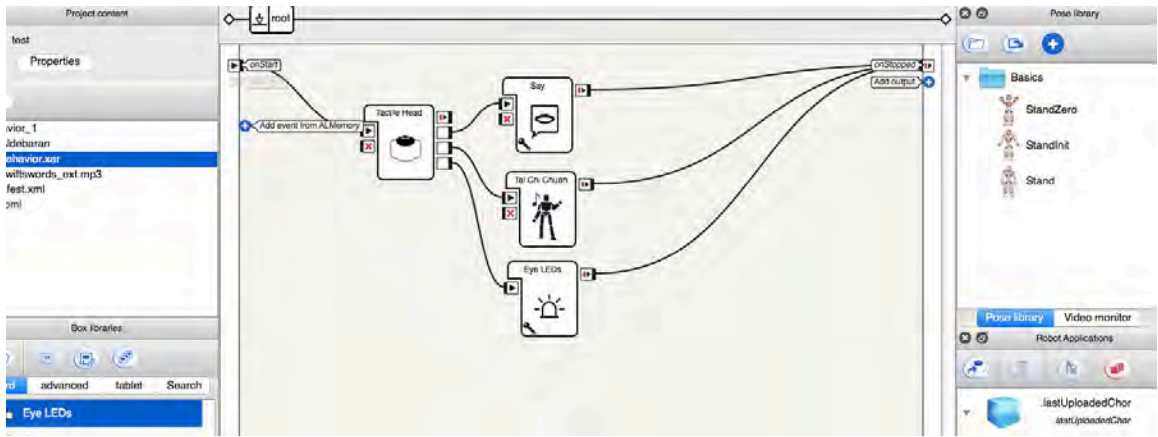 Project content
test
Properties
vior_1
ldebaran
ehavior.xar
wiftswords_ext.mp3
fest.xml
Box libraries
advanced
tablet
Search
Eye LEDs
root
onStart
Add event from ALMemory
Tactile Head
Say
Tai Chi Chuan
Eye LEDs
onStopped
Add output
Pose library
Basics
StandZero
StandInit
Stand
Pose library
Video monitor
Robot Applications
.lastUploadedChor
.lastUploadedChor